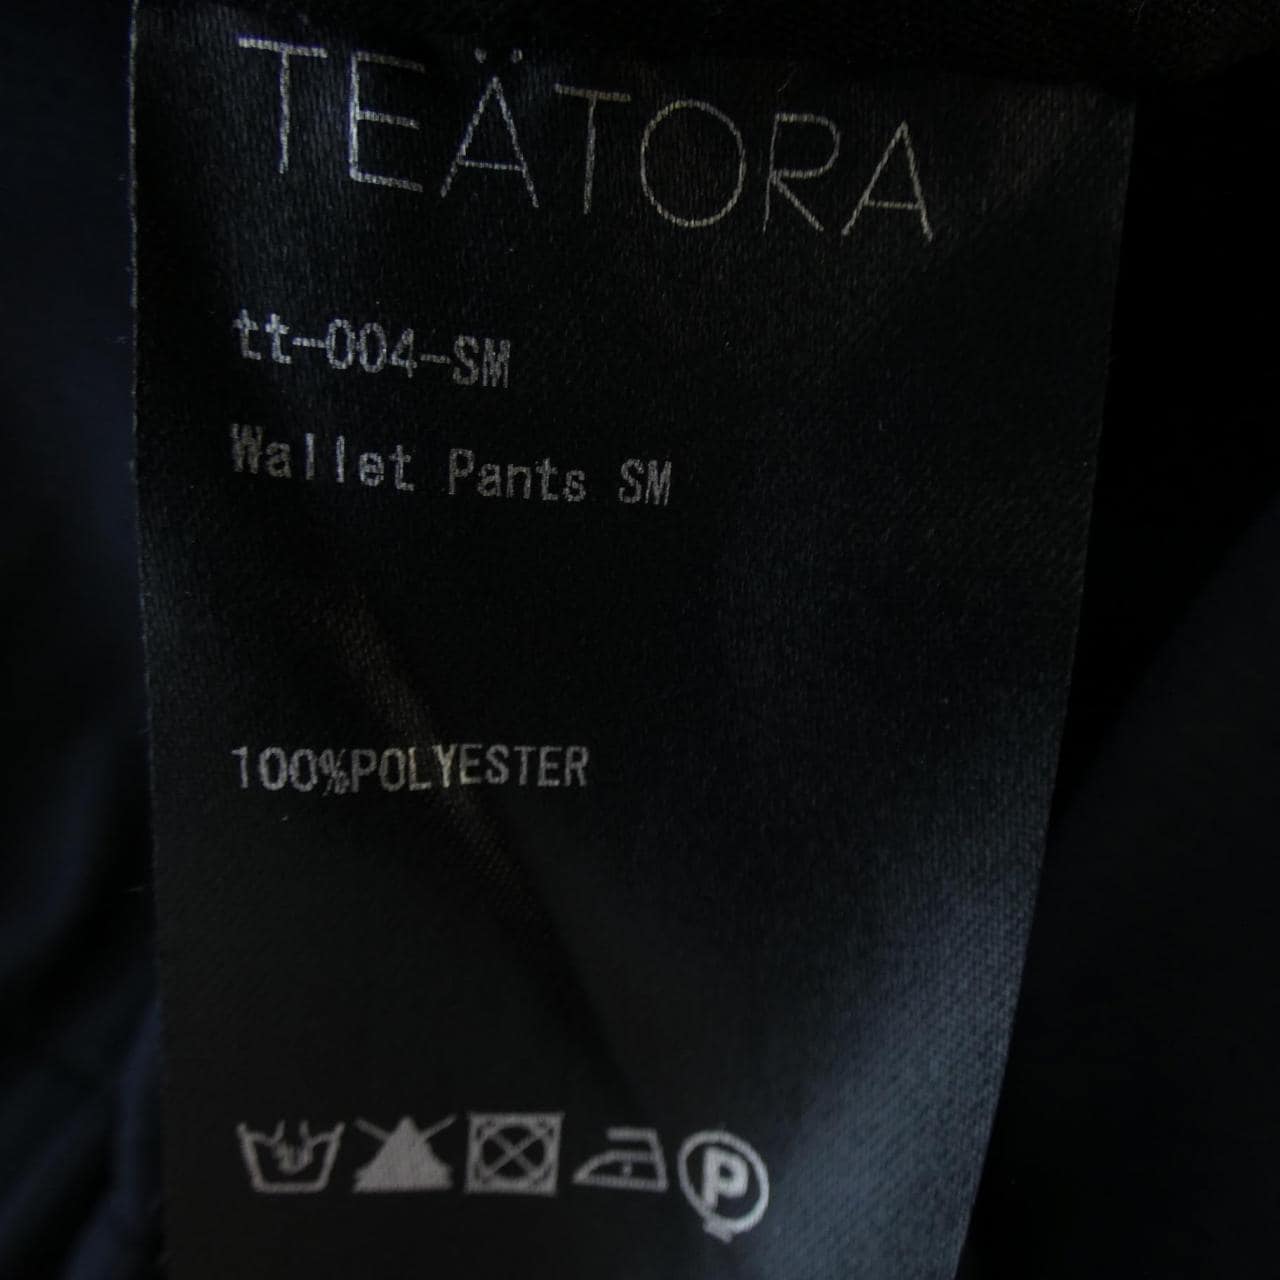 TEÄTORA
tt-004-SM
Wallet Pants SM
100%POLYESTER
P